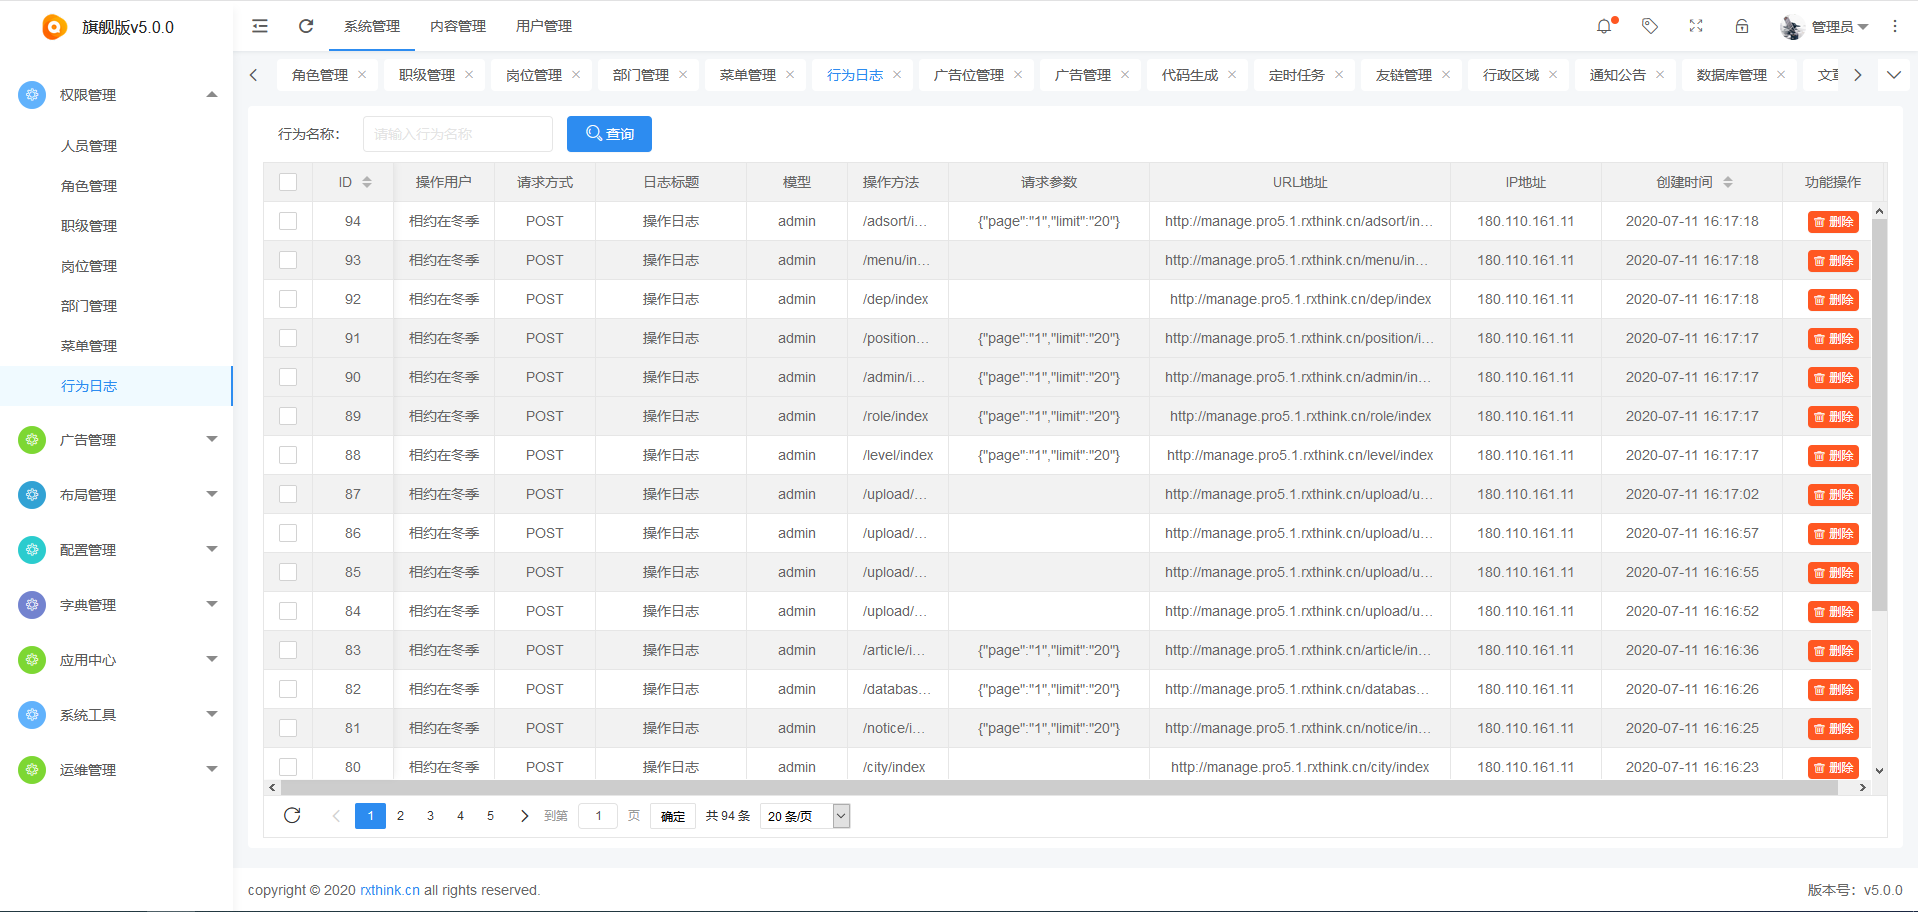 旗舰版v5.0.0
系统管理 内容管理 用户管理
管理员
角色管理 职级管理 岗位管理 部门管理 菜单管理 行为日志 广告位管理 广告管理 代码生成 定时任务 友链管理 行政区域 通知公告 数据库管理
权限管理
人员管理
角色管理
职级管理
岗位管理
部门管理
菜单管理
行为日志
广告管理
布局管理
配置管理
字典管理
应用中心
系统工具
运维管理
行为名称: 请输入行为名称 查询
ID 操作用户 请求方式 日志标题 模型 操作方法 请求参数 URL地址 IP地址 创建时间 功能操作
94 相约在冬季 POST 操作日志 admin /adsort/i... {"page":"1","limit":"20"} http://manage.pro5.1.rxthink.cn/adsort/in... 180.110.161.11 2020-07-11 16:17:18 删除
93 相约在冬季 POST 操作日志 admin /menu/in... http://manage.pro5.1.rxthink.cn/menu/in... 180.110.161.11 2020-07-11 16:17:18 删除
92 相约在冬季 POST 操作日志 admin /dep/index http://manage.pro5.1.rxthink.cn/dep/index 180.110.161.11 2020-07-11 16:17:18 删除
91 相约在冬季 POST 操作日志 admin /position... {"page":"1","limit":"20"} http://manage.pro5.1.rxthink.cn/position/i... 180.110.161.11 2020-07-11 16:17:17 删除
90 相约在冬季 POST 操作日志 admin /admin/i... {"page":"1","limit":"20"} http://manage.pro5.1.rxthink.cn/admin/in... 180.110.161.11 2020-07-11 16:17:17 删除
89 相约在冬季 POST 操作日志 admin /role/index {"page":"1","limit":"20"} http://manage.pro5.1.rxthink.cn/role/index 180.110.161.11 2020-07-11 16:17:17 删除
88 相约在冬季 POST 操作日志 admin /level/index {"page":"1","limit":"20"} http://manage.pro5.1.rxthink.cn/level/index 180.110.161.11 2020-07-11 16:17:17 删除
87 相约在冬季 POST 操作日志 admin /upload/... http://manage.pro5.1.rxthink.cn/upload/u... 180.110.161.11 2020-07-11 16:17:02 删除
86 相约在冬季 POST 操作日志 admin /upload/... http://manage.pro5.1.rxthink.cn/upload/u... 180.110.161.11 2020-07-11 16:16:57 删除
85 相约在冬季 POST 操作日志 admin /upload/... http://manage.pro5.1.rxthink.cn/upload/u... 180.110.161.11 2020-07-11 16:16:55 删除
84 相约在冬季 POST 操作日志 admin /upload/... http://manage.pro5.1.rxthink.cn/upload/u... 180.110.161.11 2020-07-11 16:16:52 删除
83 相约在冬季 POST 操作日志 admin /article/i... {"page":"1","limit":"20"} http://manage.pro5.1.rxthink.cn/article/in... 180.110.161.11 2020-07-11 16:16:36 删除
82 相约在冬季 POST 操作日志 admin /databas... {"page":"1","limit":"20"} http://manage.pro5.1.rxthink.cn/databas... 180.110.161.11 2020-07-11 16:16:26 删除
81 相约在冬季 POST 操作日志 admin /notice/i... {"page":"1","limit":"20"} http://manage.pro5.1.rxthink.cn/notice/in... 180.110.161.11 2020-07-11 16:16:25 删除
80 相约在冬季 POST 操作日志 admin /city/index http://manage.pro5.1.rxthink.cn/city/index 180.110.161.11 2020-07-11 16:16:23 删除
1 2 3 4 5 到第 1 页 确定 共 94 条 20 条/页
copyright © 2020 rxthink.cn all rights reserved.
版本号：v5.0.0